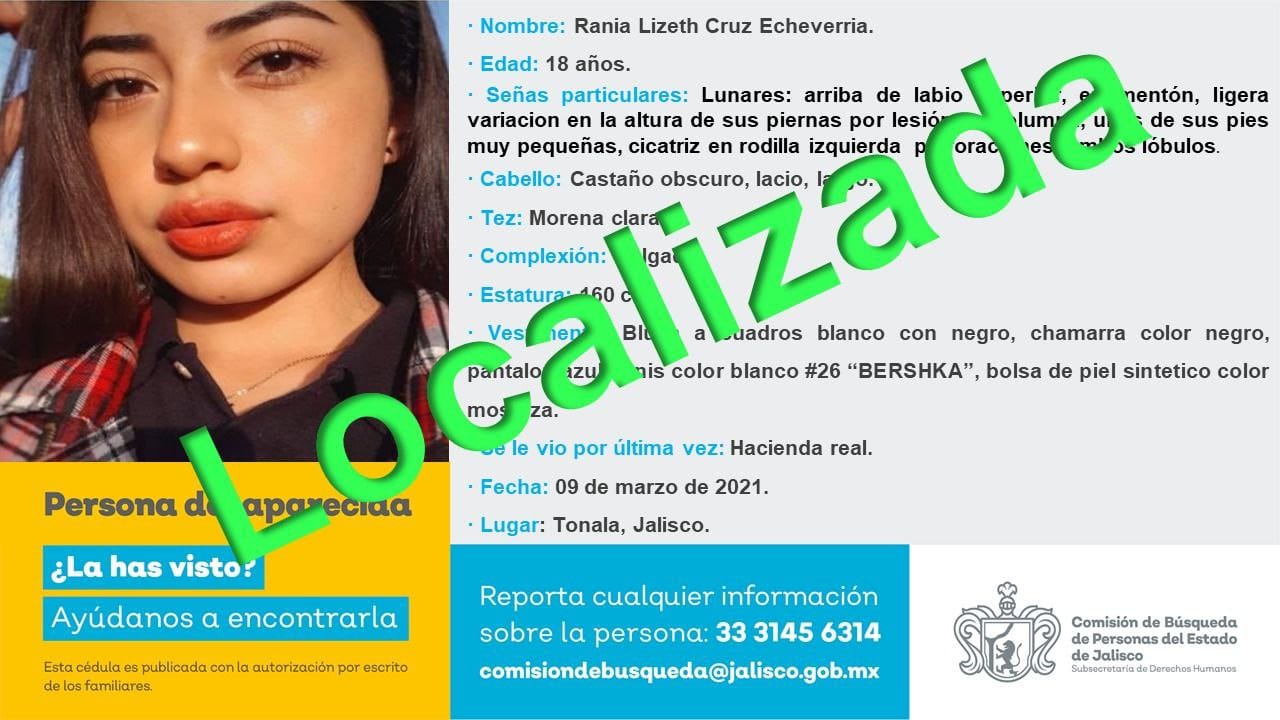 · Nombre: Rania Lizeth Cruz Echeverria.
· Edad: 18 años.
· Señas particulares: Lunares: arriba de labio mentón, ligera
variacion en la altura de sus piernas por lesión de sus pies
muy pequeñas, cicatriz en rodilla izquierda lóbulos.
· Cabello: Castaño obscuro, lacio,
· Tez: Morena clara
· Complexión:
· Estatura: 160
· Blusa a cuadros blanco con negro, chamarra color negro,
color blanco #26 “BERSHKA”, bolsa de piel sintetico color
· Se le vio por última vez: Hacienda real.
· Fecha: 09 de marzo de 2021.
· Lugar: Tonala, Jalisco.
Localizada
Persona desaparecida
¿La has visto?
Ayúdanos a encontrarla
Esta cédula es publicada con la autorización por escrito
de los familiares.
Reporta cualquier información
sobre la persona: 33 3145 6314
comisiondebusqueda@jalisco.gob.mx
Comisión de Búsqueda
de Personas del Estado
de Jalisco
Subsecretaría de Derechos Humanos